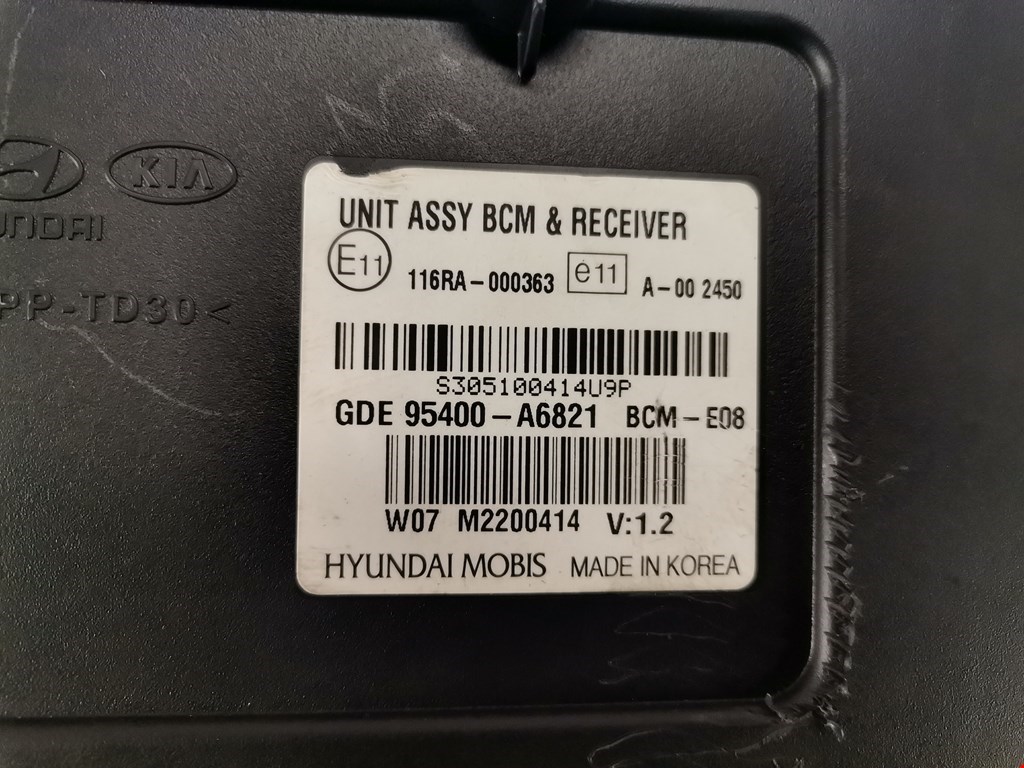 KIA
UNIT ASSY BCM & RECEIVER
E11 116RA-000363 e11 A-00 2450
S305100414U9P
GDE 95400-A6821 BCM-E08
W07 M2200414 V:1.2
HYUNDAI MOBIS MADE IN KOREA
PP-TD30<